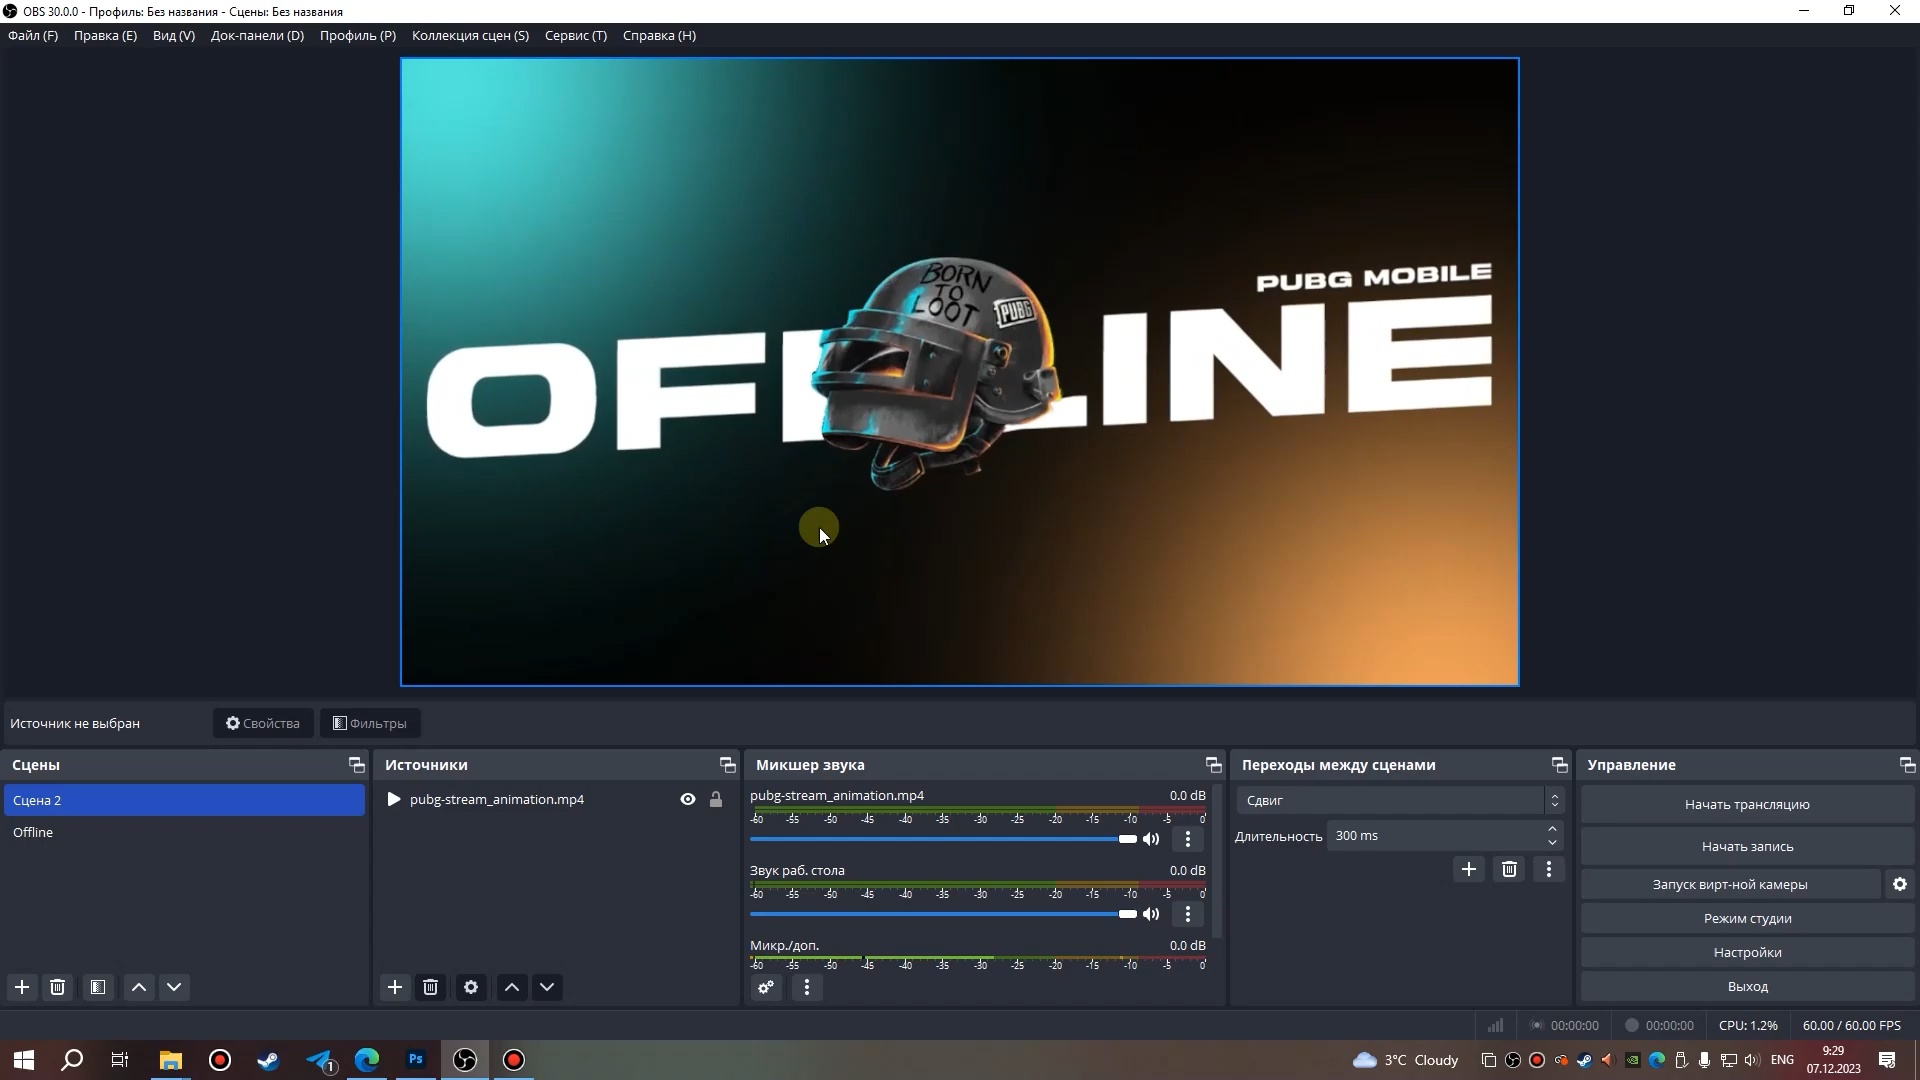 OBS 30.0.0 - Профиль: Без названия - Сцены: Без названия
Файл (F) Правка (E) Вид (V) Док-панели (D) Профиль (P) Коллекция сцен (S) Сервис (T) Справка (H)
BORN
TO
LOOT
PUBG
PUBG MOBILE
OFFLINE
Источник не выбран Свойства Фильтры
Сцены
Сцена 2
Offline
Источники
pubg-stream_animation.mp4
Микшер звука
pubg-stream_animation.mp4 0.0 dB
-60 -55 -50 -45 -40 -35 -30 -25 -20 -15 -10 -5 0
Звук раб. стола 0.0 dB
-60 -55 -50 -45 -40 -35 -30 -25 -20 -15 -10 -5 0
Микр./доп. 0.0 dB
-60 -55 -50 -45 -40 -35 -30 -25 -20 -15 -10 -5 0
Переходы между сценами
Сдвиг
Длительность 300 ms
Управление
Начать трансляцию
Начать запись
Запуск вирт-ной камеры
Режим студии
Настройки
Выход
00:00:00 00:00:00 CPU: 1.2% 60.00 / 60.00 FPS
1 Ps 3°C Cloudy ENG 9:29
07.12.2023